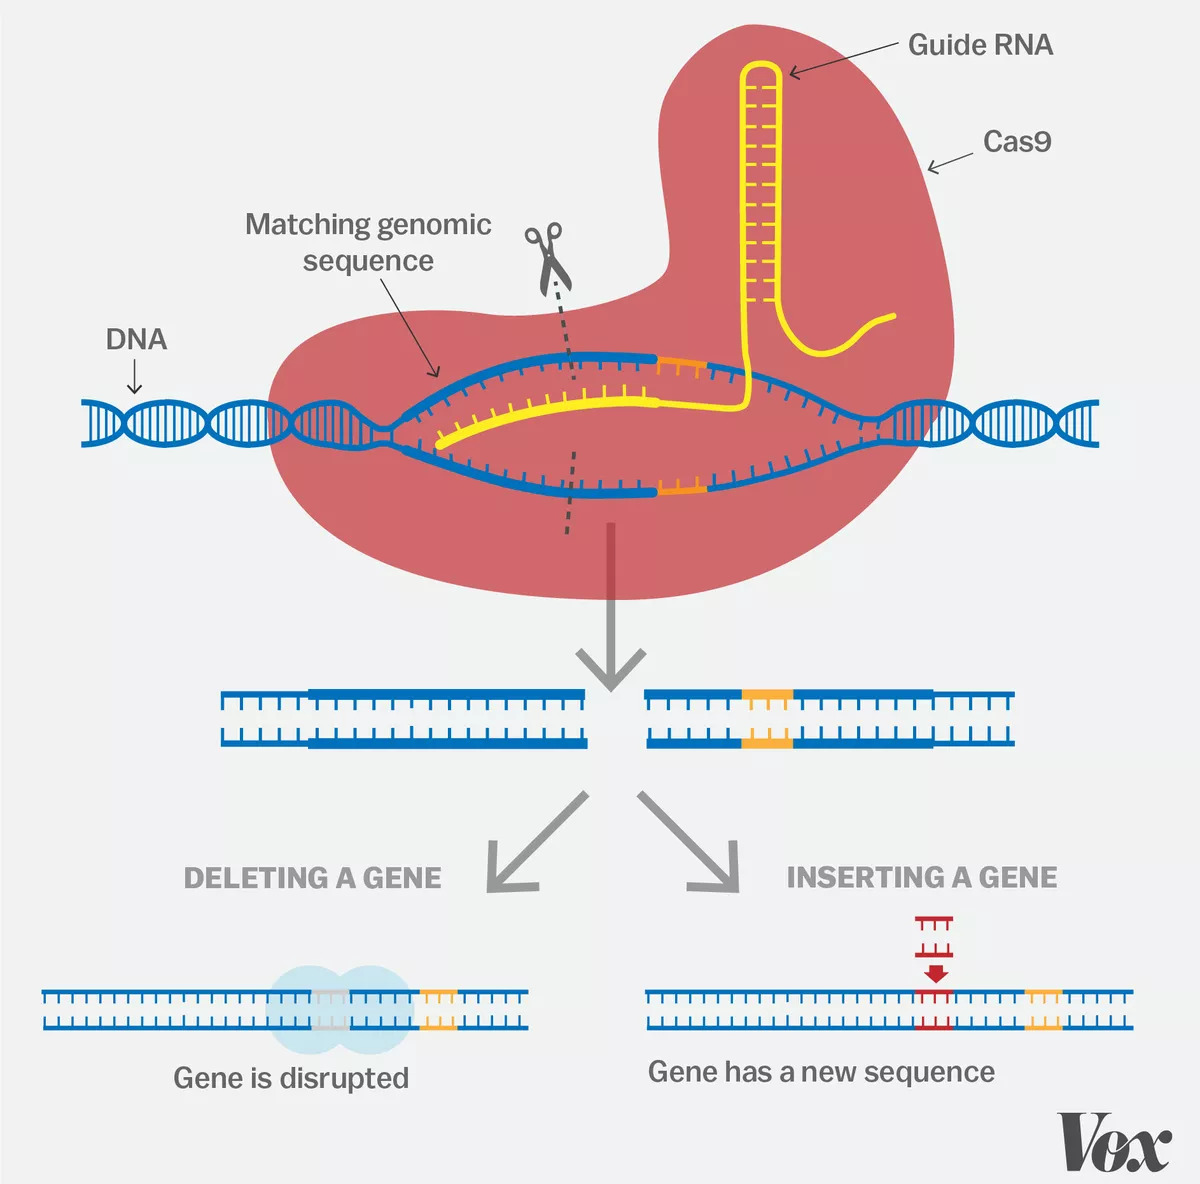 Guide RNA
Cas9
Matching genomic
sequence
DNA
DELETING A GENE
INSERTING A GENE
Gene is disrupted
Gene has a new sequence
Vox